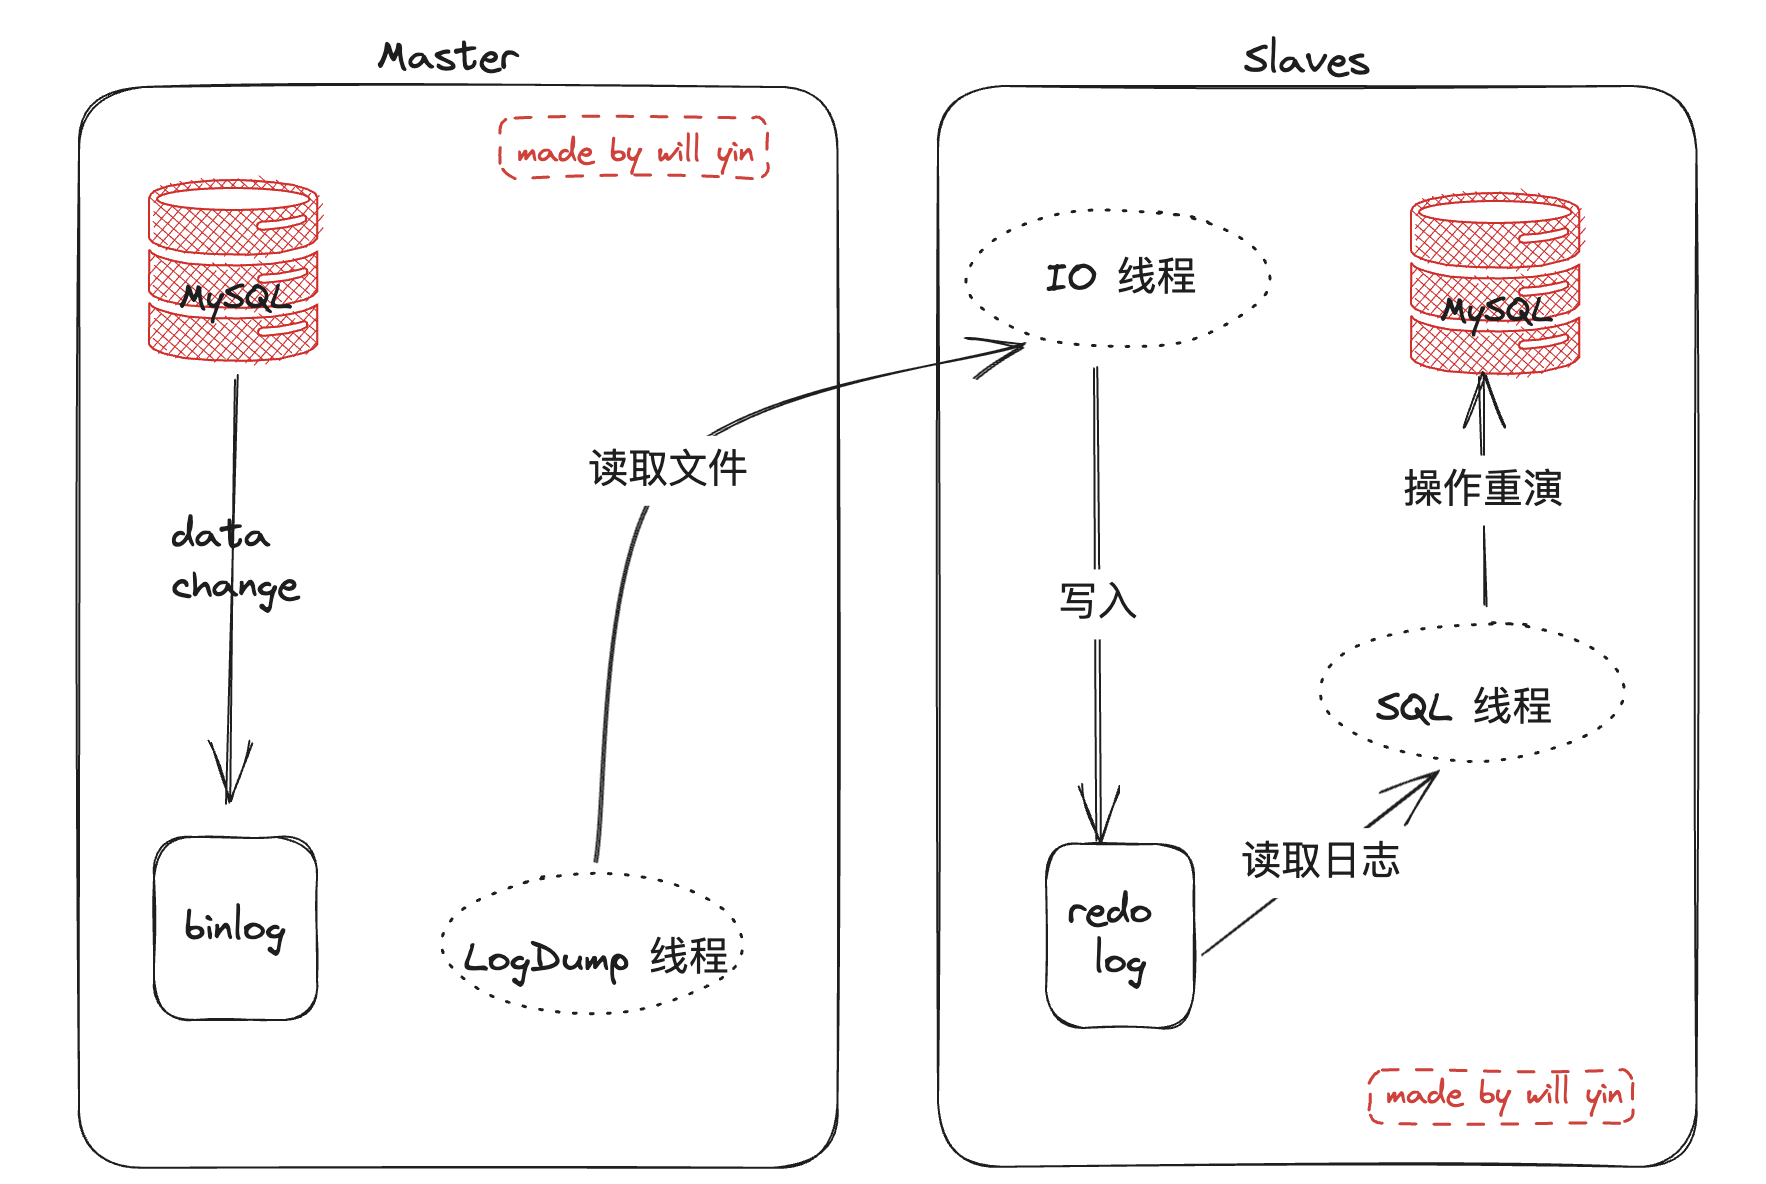 Master
made by will yin
MySQL
data
change
binlog
读取文件
LogDump 线程
Slaves
IO 线程
写入
redo
log
读取日志
SQL 线程
操作重演
MySQL
made by will yin